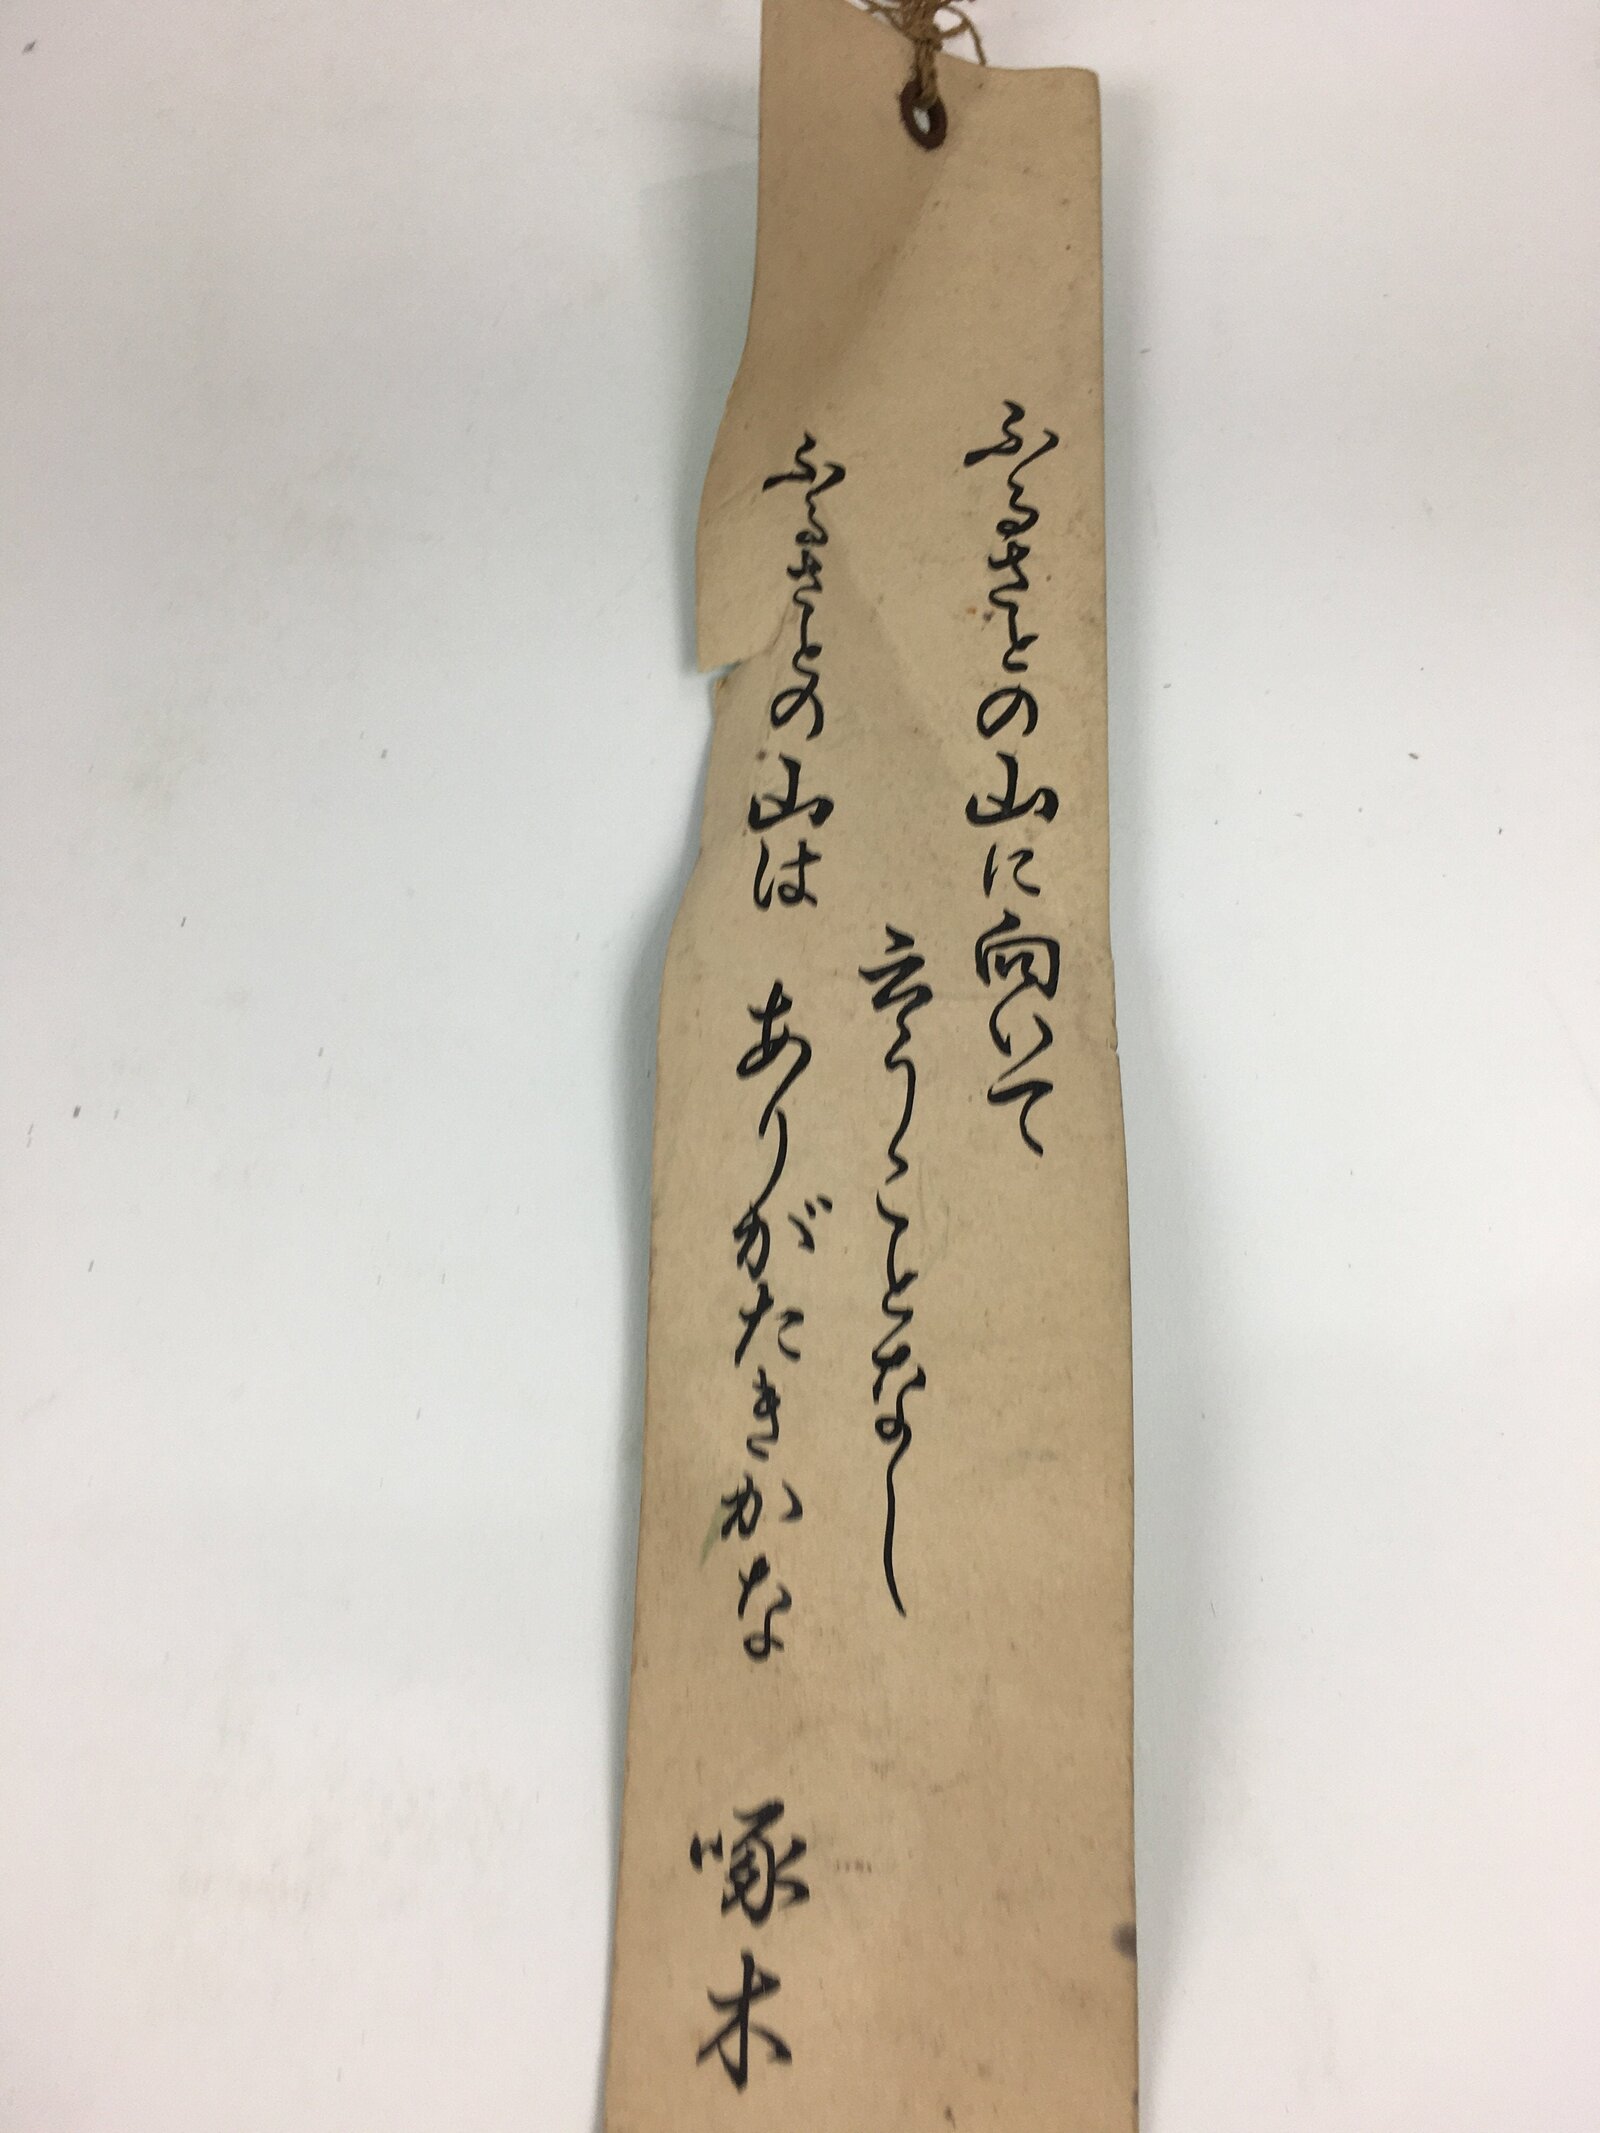 ふるさとの山に向いて
言うことなし
ふるさとの山は ありがたきかな
啄木